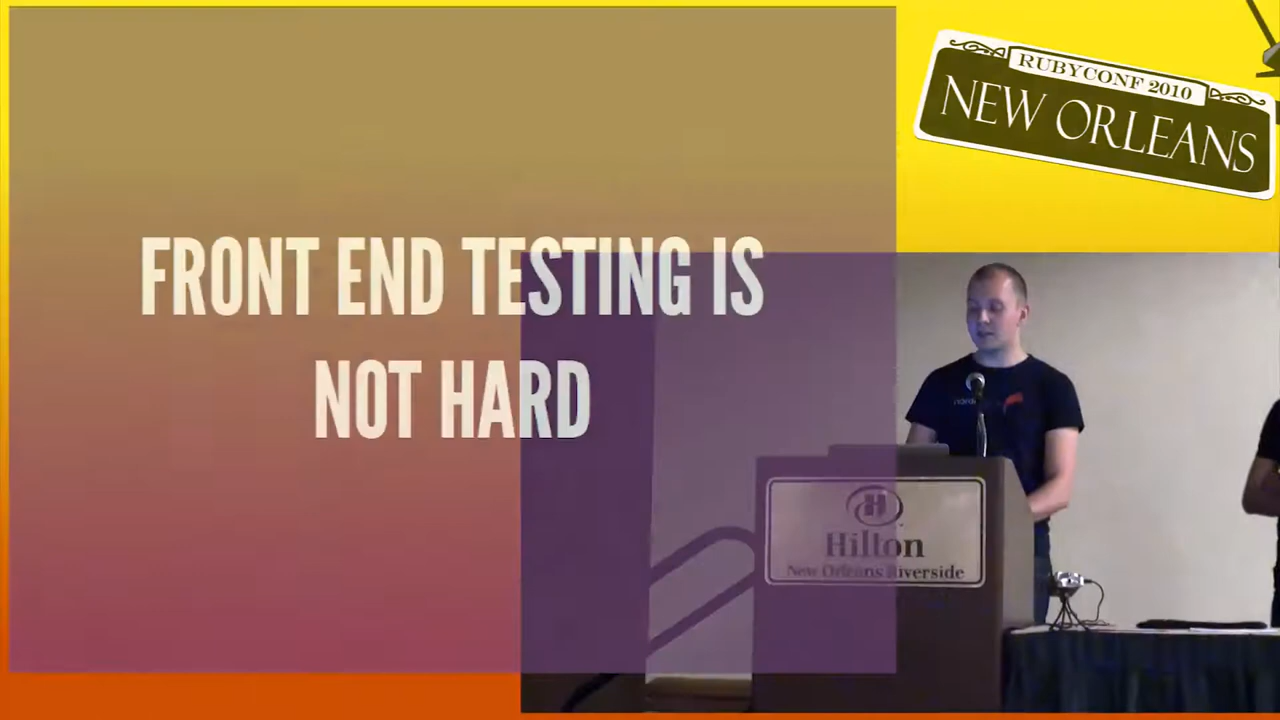 RUBYCONF 2010
NEW ORLEANS
FRONT END TESTING IS
NOT HARD
Hilton
New Orleans Riverside